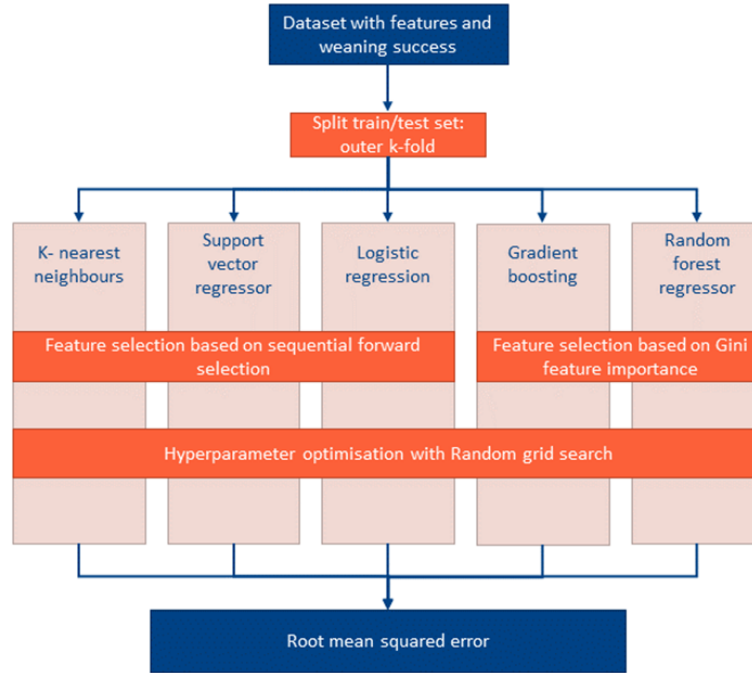 Dataset with features and
weaning success
Split train/test set:
outer k-fold
K- nearest
neighbours
Support
vector
regressor
Logistic
regression
Gradient
boosting
Random
forest
regressor
Feature selection based on sequential forward
selection
Feature selection based on Gini
feature importance
Hyperparameter optimisation with Random grid search
Root mean squared error